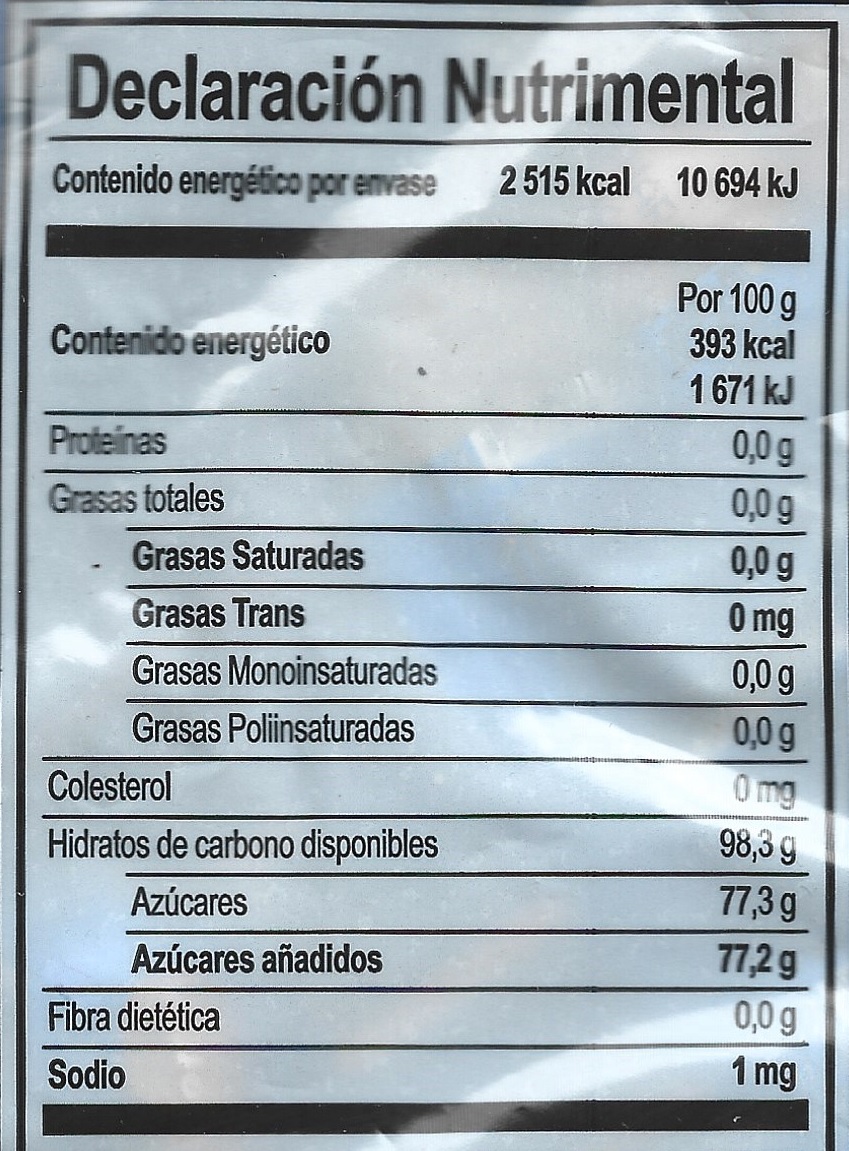 Declaración Nutrimental
Contenido energético por envase 2 515 kcal 10 694 kJ
Por 100 g
Contenido energético 393 kcal
1 671 kJ
Proteínas 0,0 g
Grasas totales 0,0 g
Grasas Saturadas 0,0 g
Grasas Trans 0 mg
Grasas Monoinsaturadas 0,0 g
Grasas Poliinsaturadas 0,0 g
Colesterol 0 mg
Hidratos de carbono disponibles 98,3 g
Azúcares 77,3 g
Azúcares añadidos 77,2 g
Fibra dietética 0,0 g
Sodio 1 mg